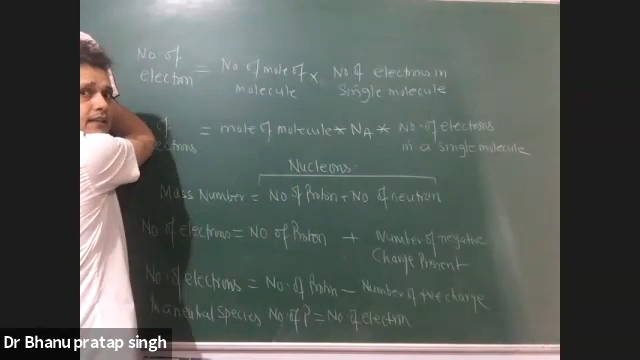 No. of
electron = No of mole of × No of electrons in
molecule single molecule
of
ctrons = mole of molecule * NA * No. of electrons
in a single molecule
Nucleons
Mass Number = No of Proton + No of neutron
No of electrons = No of Proton + Number of negative
Charge Present
No of electrons = No. of Proton − Number of +ve charge
In a neutral species No of P = No of electron
Dr Bhanu pratap singh